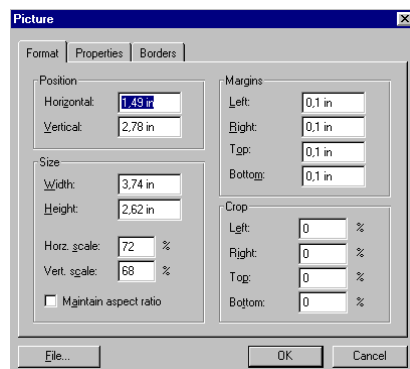 Picture
Format Properties Borders
Position
Horizontal: 1,49 in
Vertical: 2,78 in
Size
Width: 3,74 in
Height: 2,62 in
Horz. scale: 72 %
Vert. scale: 68 %
Maintain aspect ratio
Margins
Left: 0,1 in
Right: 0,1 in
Top: 0,1 in
Bottom: 0,1 in
Crop
Left: 0 %
Right: 0 %
Top: 0 %
Bottom: 0 %
File... OK Cancel